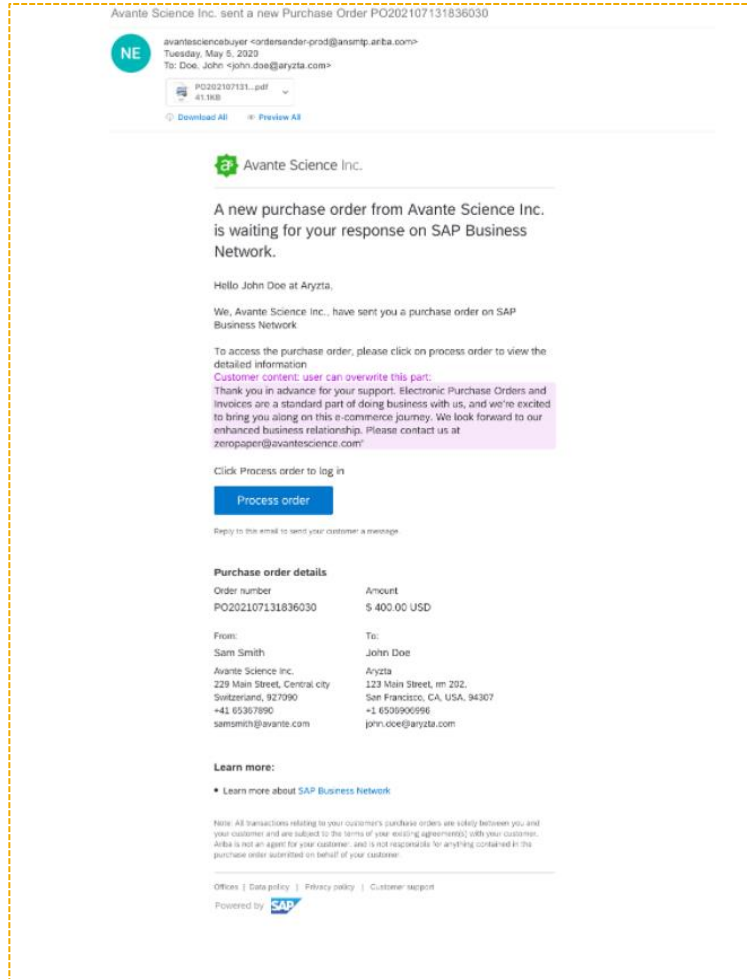 Avante Science Inc. sent a new Purchase Order PO202107131836030
NE
avantesciencebuyer <ordersender-prod@ansmtp.ariba.com>
Tuesday, May 5, 2020
To: Doe, John <john.doe@aryzta.com>
PO202107131...pdf
41.1KB
Download All Preview All
Avante Science Inc.
A new purchase order from Avante Science Inc.
is waiting for your response on SAP Business
Network.
Hello John Doe at Aryzta,
We, Avante Science Inc., have sent you a purchase order on SAP
Business Network
To access the purchase order, please click on process order to view the
detailed information
Customer content: user can overwrite this part:
Thank you in advance for your support. Electronic Purchase Orders and
Invoices are a standard part of doing business with us, and we're excited
to bring you along on this e-commerce journey. We look forward to our
enhanced business relationship. Please contact us at
zeropaper@avantescience.com"
Click Process order to log in
Process order
Reply to this email to send your customer a message.
Purchase order details
Order number Amount
PO202107131836030 $ 400.00 USD
From: To:
Sam Smith John Doe
Avante Science Inc. Aryzta
229 Main Street, Central city 123 Main Street, rm 202.
Switzerland, 927090 San Francisco, CA, USA, 94307
+41 65367890 +1 6506906996
samsmith@avante.com john.doe@aryzta.com
Learn more:
• Learn more about SAP Business Network
Note: All transactions relating to your customer's purchase orders are solely between you and
your customer and are subject to the terms of your existing agreement(s) with your customer.
Ariba is not an agent for your customer, and is not responsible for anything contained in the
purchase order submitted on behalf of your customer.
Offices | Data policy | Privacy policy | Customer support
Powered by SAP